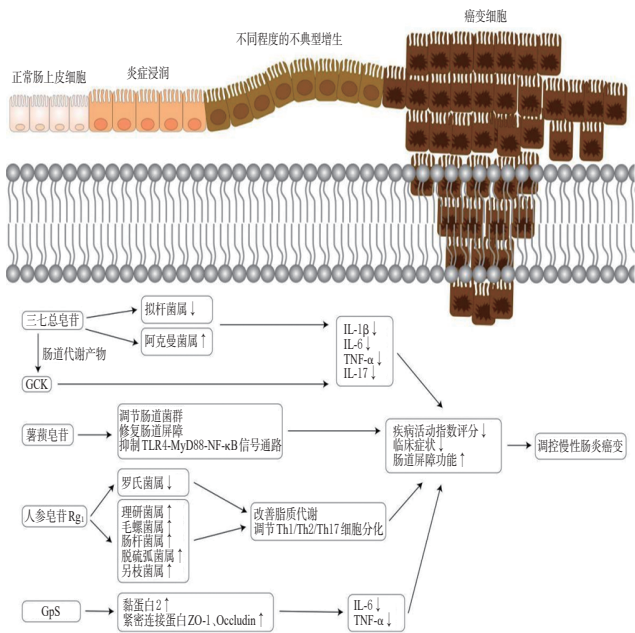 癌变细胞
不同程度的不典型增生
炎症浸润
正常肠上皮细胞
三七总皂苷
拟杆菌属↓
阿克曼菌属↑
肠道代谢产物
GCK
IL-1β↓
IL-6↓
TNF-α↓
IL-17↓
薯蓣皂苷
调节肠道菌群
修复肠道屏障
抑制TLR4-MyD88-NF-κB信号通路
疾病活动指数评分↓
临床症状↓
肠道屏障功能↑
调控慢性肠炎癌变
人参皂苷Rg₁
罗氏菌属↓
理研菌属↑
毛螺菌属↑
肠杆菌属↑
脱硫弧菌属↑
另枝菌属↑
改善脂质代谢
调节Th1/Th2/Th17细胞分化
GpS
黏蛋白2↑
紧密连接蛋白ZO-1、Occludin↑
IL-6↓
TNF-α↓